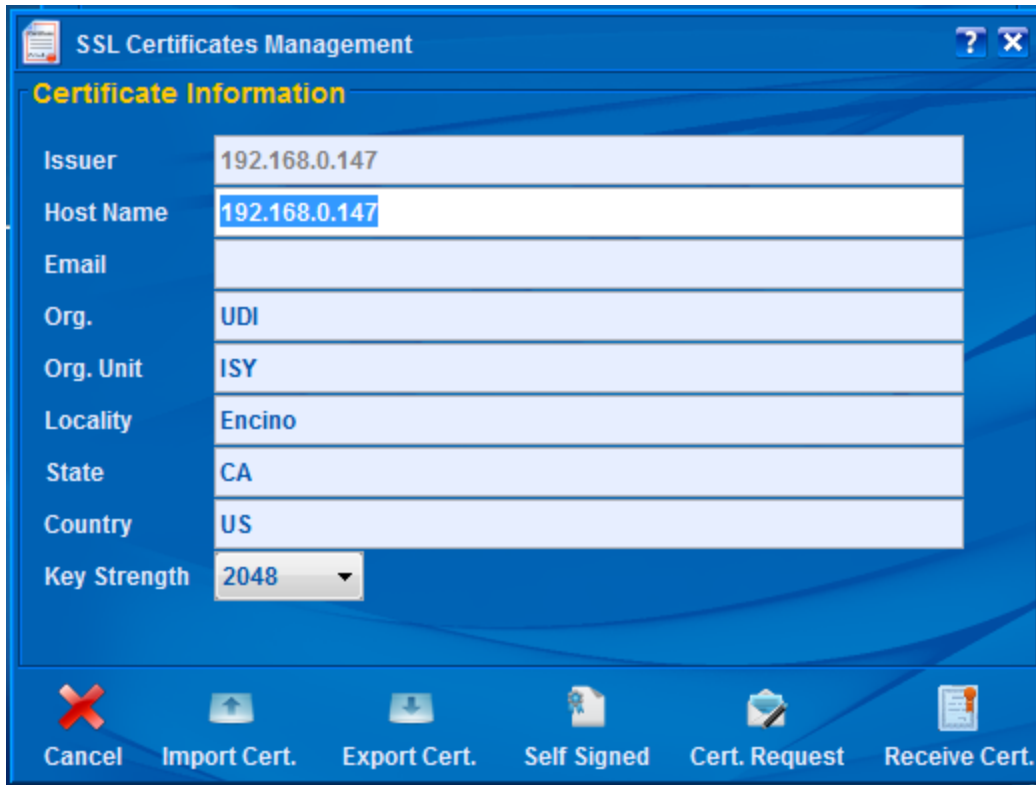 SSL Certificates Management
? X
Certificate Information
Issuer 192.168.0.147
Host Name 192.168.0.147
Email
Org. UDI
Org. Unit ISY
Locality Encino
State CA
Country US
Key Strength 2048
Cancel Import Cert. Export Cert. Self Signed Cert. Request Receive Cert.